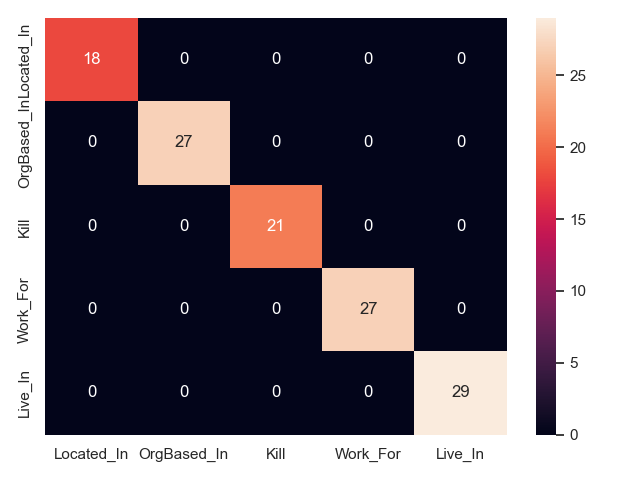 Located_In 18 0 0 0 0
OrgBased_In 0 27 0 0 0
Kill 0 0 21 0 0
Work_For 0 0 0 27 0
Live_In 0 0 0 0 29
Located_In OrgBased_In Kill Work_For Live_In
25
20
15
10
5
0